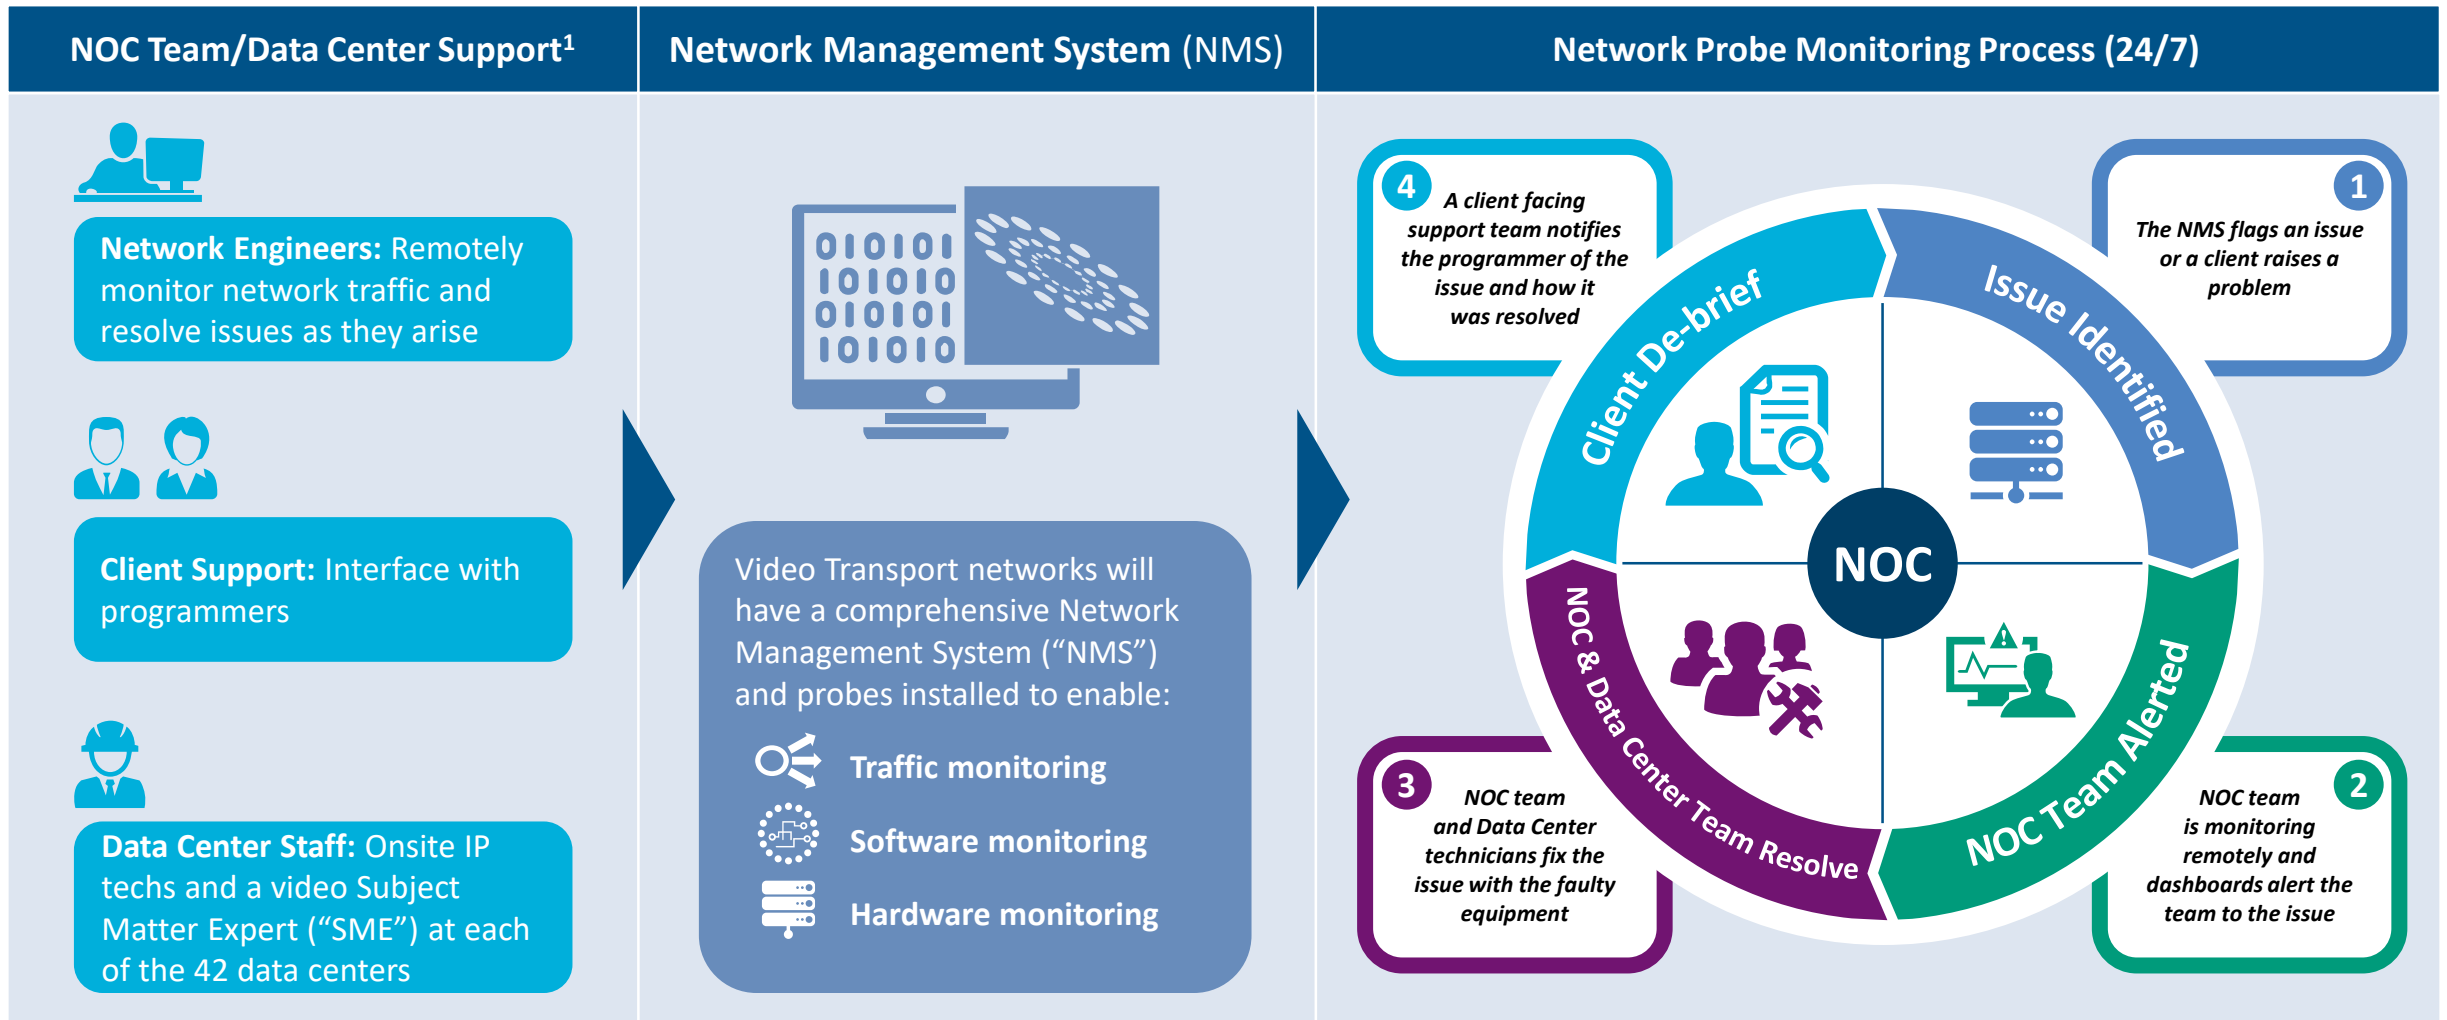 NOC Team/Data Center Support¹
Network Management System (NMS)
Network Probe Monitoring Process (24/7)
Network Engineers: Remotely
monitor network traffic and
resolve issues as they arise
Client Support: Interface with
programmers
Data Center Staff: Onsite IP
techs and a video Subject
Matter Expert (“SME”) at each
of the 42 data centers
010101
101010
010101
101010
Video Transport networks will
have a comprehensive Network
Management System (“NMS”)
and probes installed to enable:
Traffic monitoring
Software monitoring
Hardware monitoring
1
The NMS flags an issue
or a client raises a
problem
Issue Identified
2
NOC team
is monitoring
remotely and
dashboards alert the
team to the issue
NOC Team Alerted
3
NOC team
and Data Center
technicians fix the
issue with the faulty
equipment
NOC & Data Center Team Resolve
4
A client facing
support team notifies
the programmer of the
issue and how it
was resolved
Client De-brief
NOC